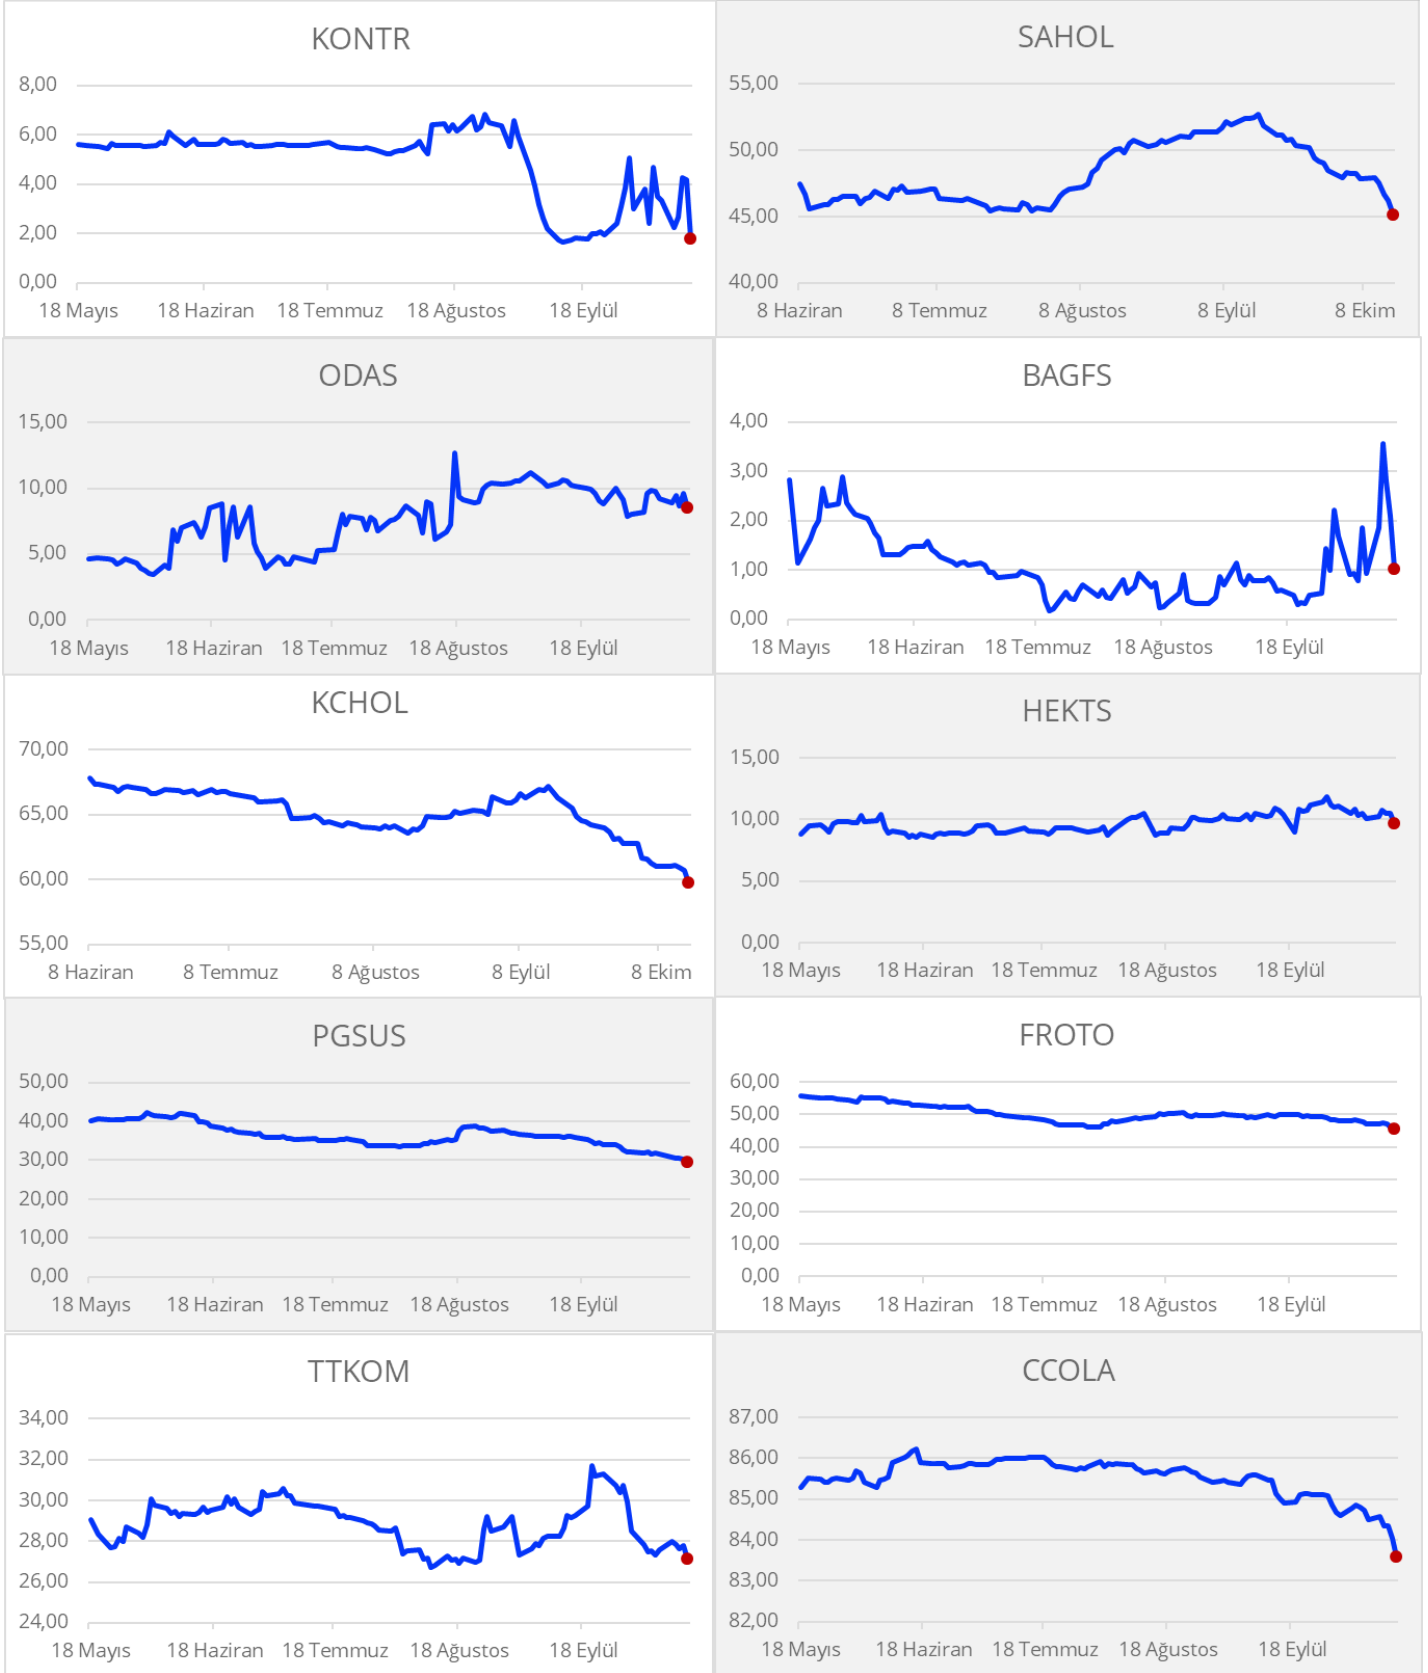 KONTR
8,00
6,00
4,00
2,00
0,00
18 Mayıs 18 Haziran 18 Temmuz 18 Ağustos 18 Eylül
SAHOL
55,00
50,00
45,00
40,00
8 Haziran 8 Temmuz 8 Ağustos 8 Eylül 8 Ekim
ODAS
15,00
10,00
5,00
0,00
18 Mayıs 18 Haziran 18 Temmuz 18 Ağustos 18 Eylül
BAGFS
4,00
3,00
2,00
1,00
0,00
18 Mayıs 18 Haziran 18 Temmuz 18 Ağustos 18 Eylül
KCHOL
70,00
65,00
60,00
55,00
8 Haziran 8 Temmuz 8 Ağustos 8 Eylül 8 Ekim
HEKTS
15,00
10,00
5,00
0,00
18 Mayıs 18 Haziran 18 Temmuz 18 Ağustos 18 Eylül
PGSUS
50,00
40,00
30,00
20,00
10,00
0,00
18 Mayıs 18 Haziran 18 Temmuz 18 Ağustos 18 Eylül
FROTO
60,00
50,00
40,00
30,00
20,00
10,00
0,00
18 Mayıs 18 Haziran 18 Temmuz 18 Ağustos 18 Eylül
TTKOM
34,00
32,00
30,00
28,00
26,00
24,00
18 Mayıs 18 Haziran 18 Temmuz 18 Ağustos 18 Eylül
CCOLA
87,00
86,00
85,00
84,00
83,00
82,00
18 Mayıs 18 Haziran 18 Temmuz 18 Ağustos 18 Eylül